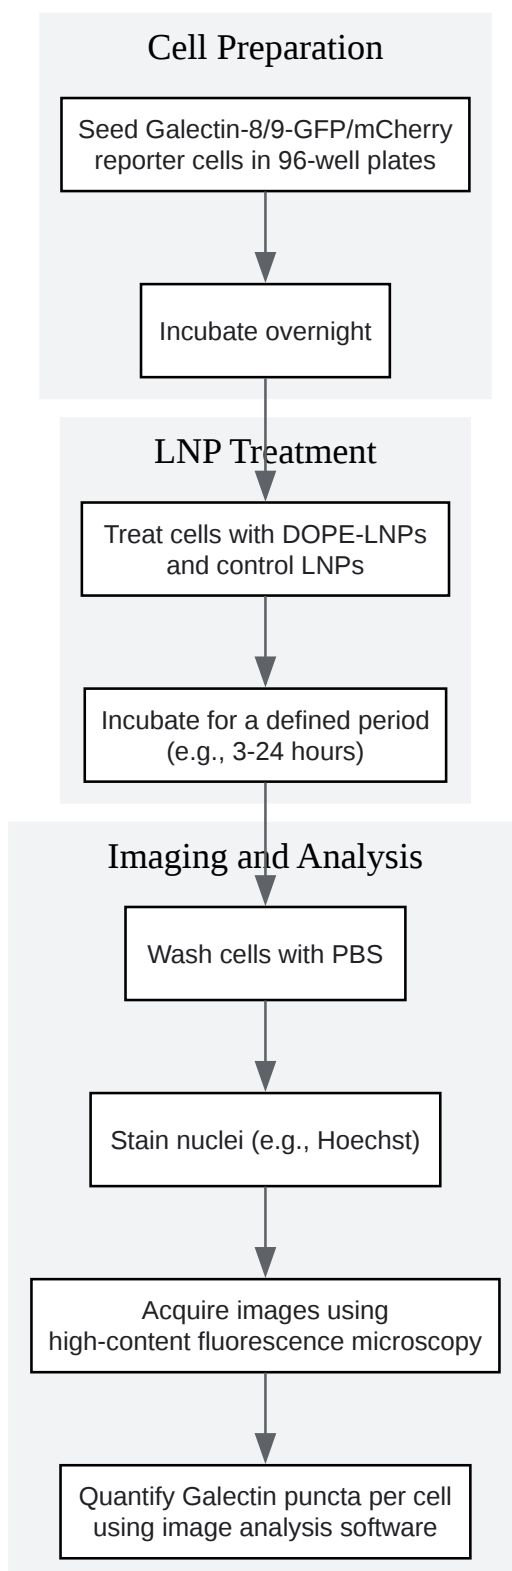 Cell Preparation
Seed Galectin-8/9-GFP/mCherry
reporter cells in 96-well plates
Incubate overnight
LNP Treatment
Treat cells with DOPE-LNPs
and control LNPs
Incubate for a defined period
(e.g., 3-24 hours)
Imaging and Analysis
Wash cells with PBS
Stain nuclei (e.g., Hoechst)
Acquire images using
high-content fluorescence microscopy
Quantify Galectin puncta per cell
using image analysis software